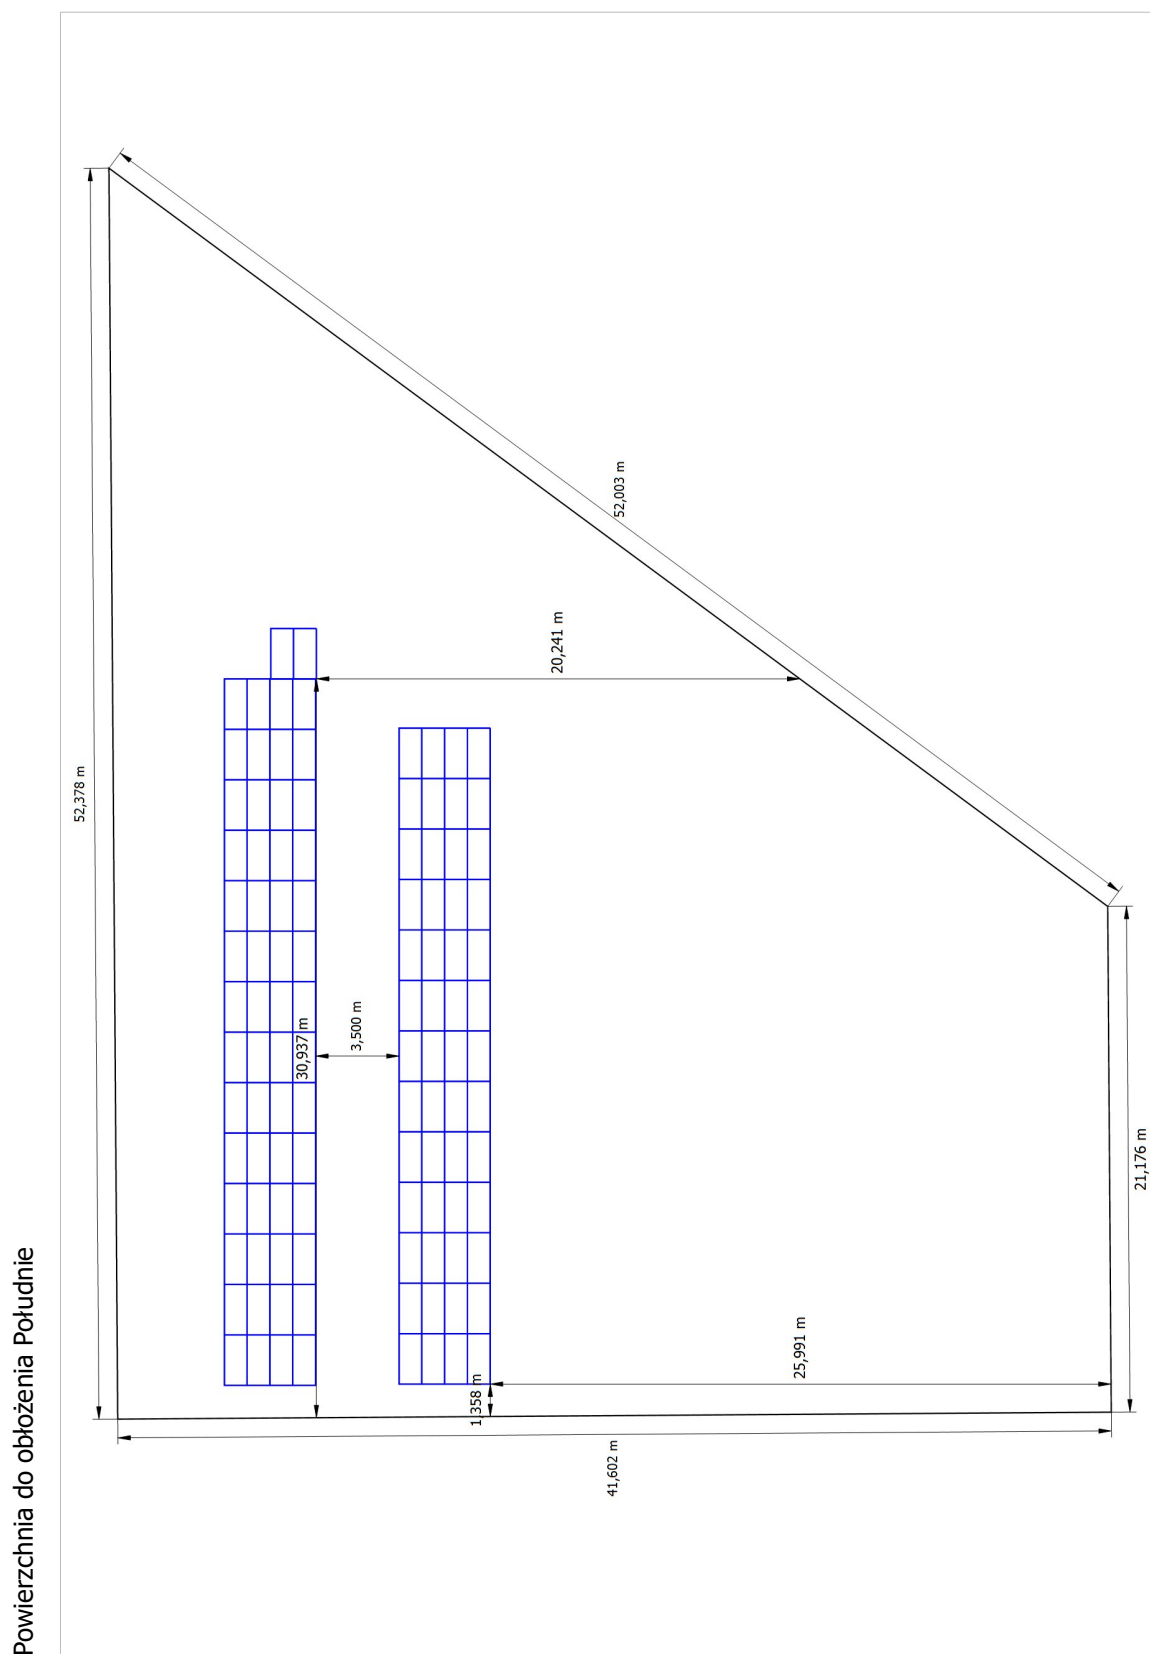 Powierzchnia do obłożenia Południe
52,378 m
52,003 m
20,241 m
30,937 m
3,500 m
21,176 m
25,991 m
1,358 m
41,602 m